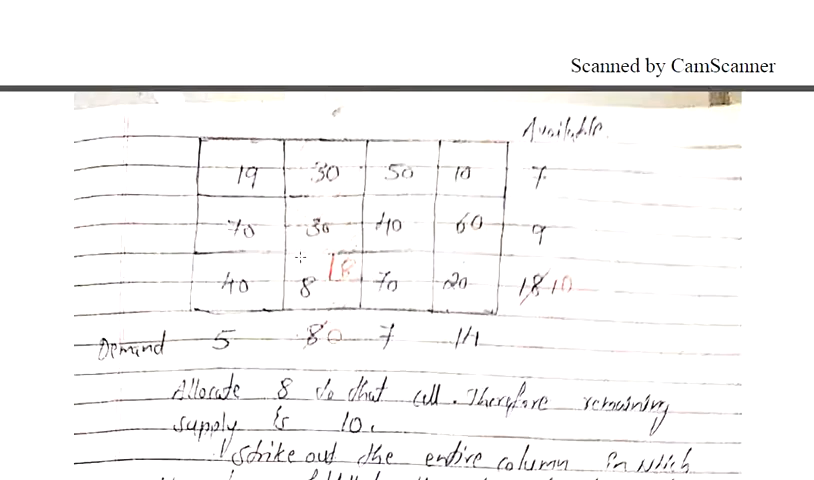 Scanned by CamScanner
Available
19 30 50 10 7
70 30 40 60 9
8
40 8 70 20 18 10
Demand 5 8 0 7 14
Allocate 8 to that cell. Therefore remaining
supply is 10.
Strike out the entire column in which